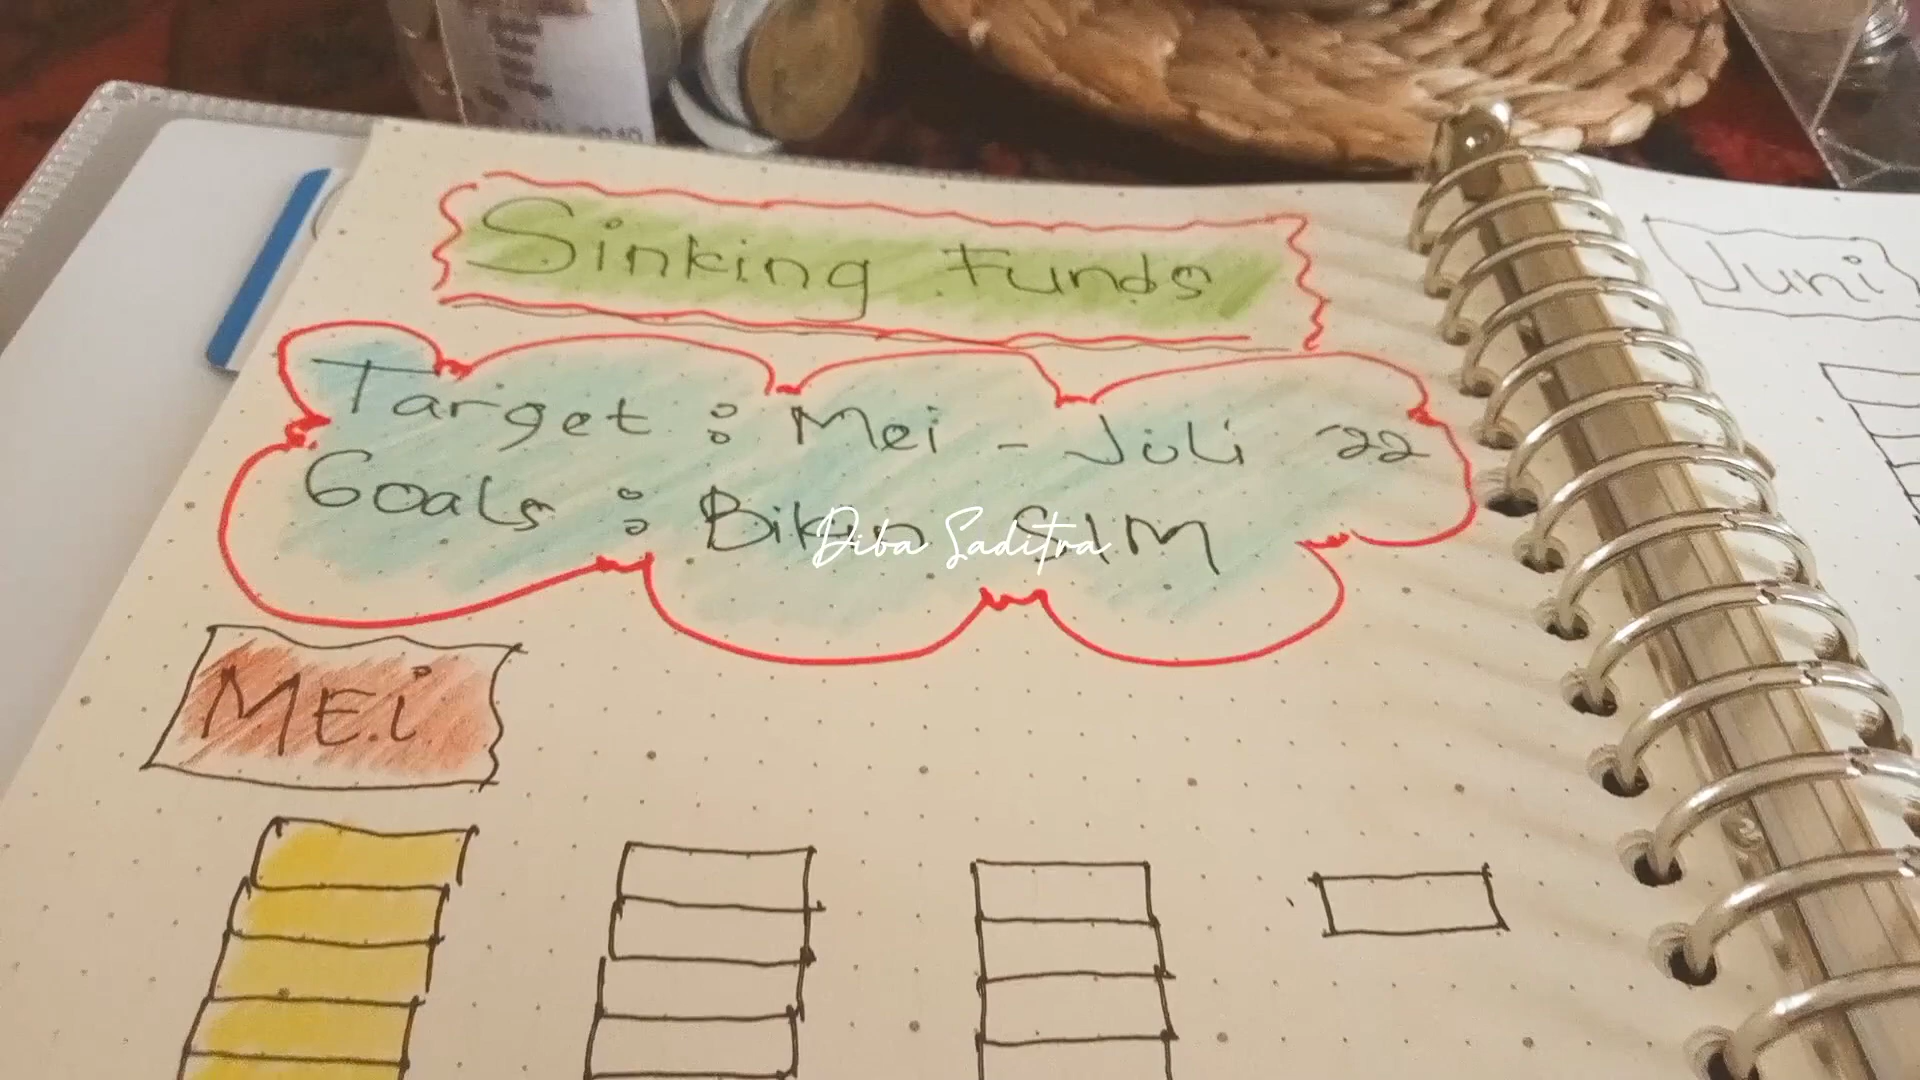 Sinking Funds
Target : Mei - Juli '22
Goals : Bikin SIM
Diba Saditra
MEi
Juni